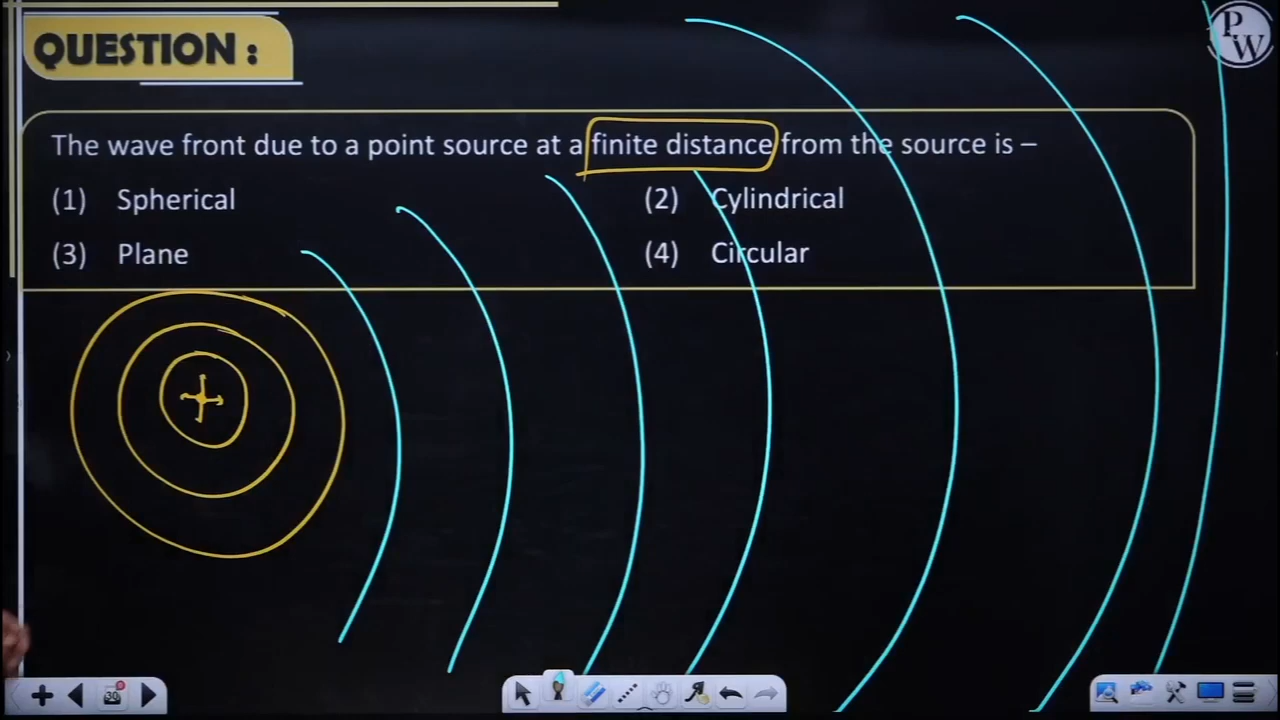 QUESTION :
P
W
The wave front due to a point source at a finite distance from the source is –
(1) Spherical (2) Cylindrical
(3) Plane (4) Circular
30